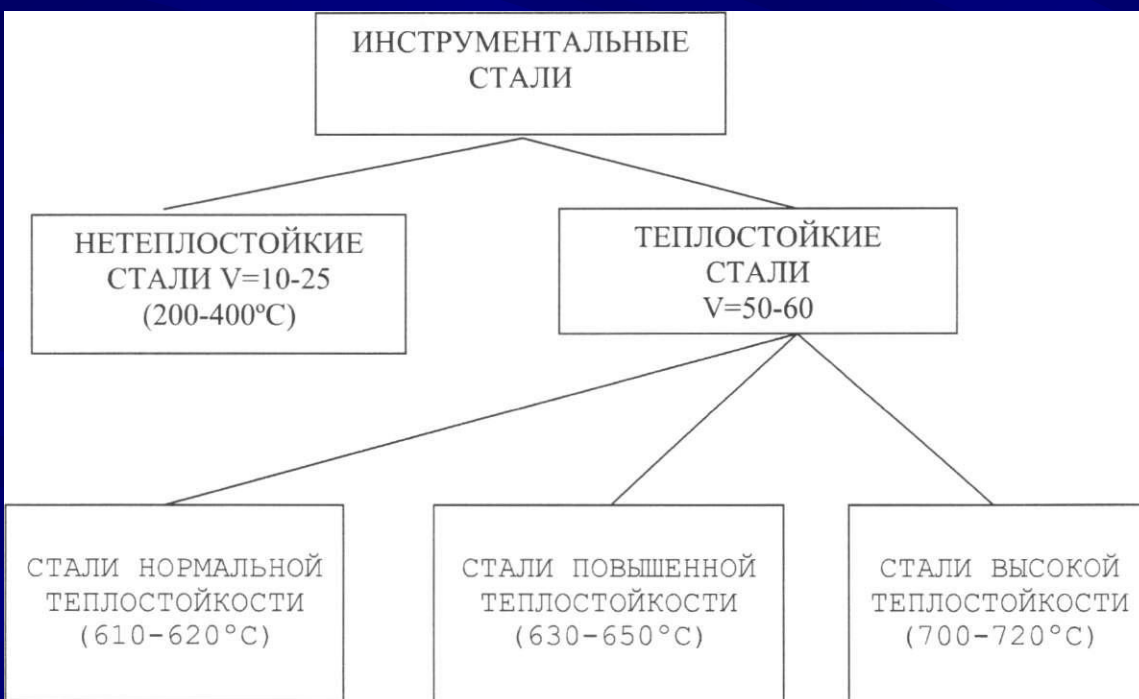 ИНСТРУМЕНТАЛЬНЫЕ
СТАЛИ
НЕТЕПЛОСТОЙКИЕ
СТАЛИ V=10-25
(200-400ºС)
ТЕПЛОСТОЙКИЕ
СТАЛИ
V=50-60
СТАЛИ НОРМАЛЬНОЙ
ТЕПЛОСТОЙКОСТИ
(610-620°С)
СТАЛИ ПОВЫШЕННОЙ
ТЕПЛОСТОЙКОСТИ
(630-650°С)
СТАЛИ ВЫСОКОЙ
ТЕПЛОСТОЙКОСТИ
(700-720°С)